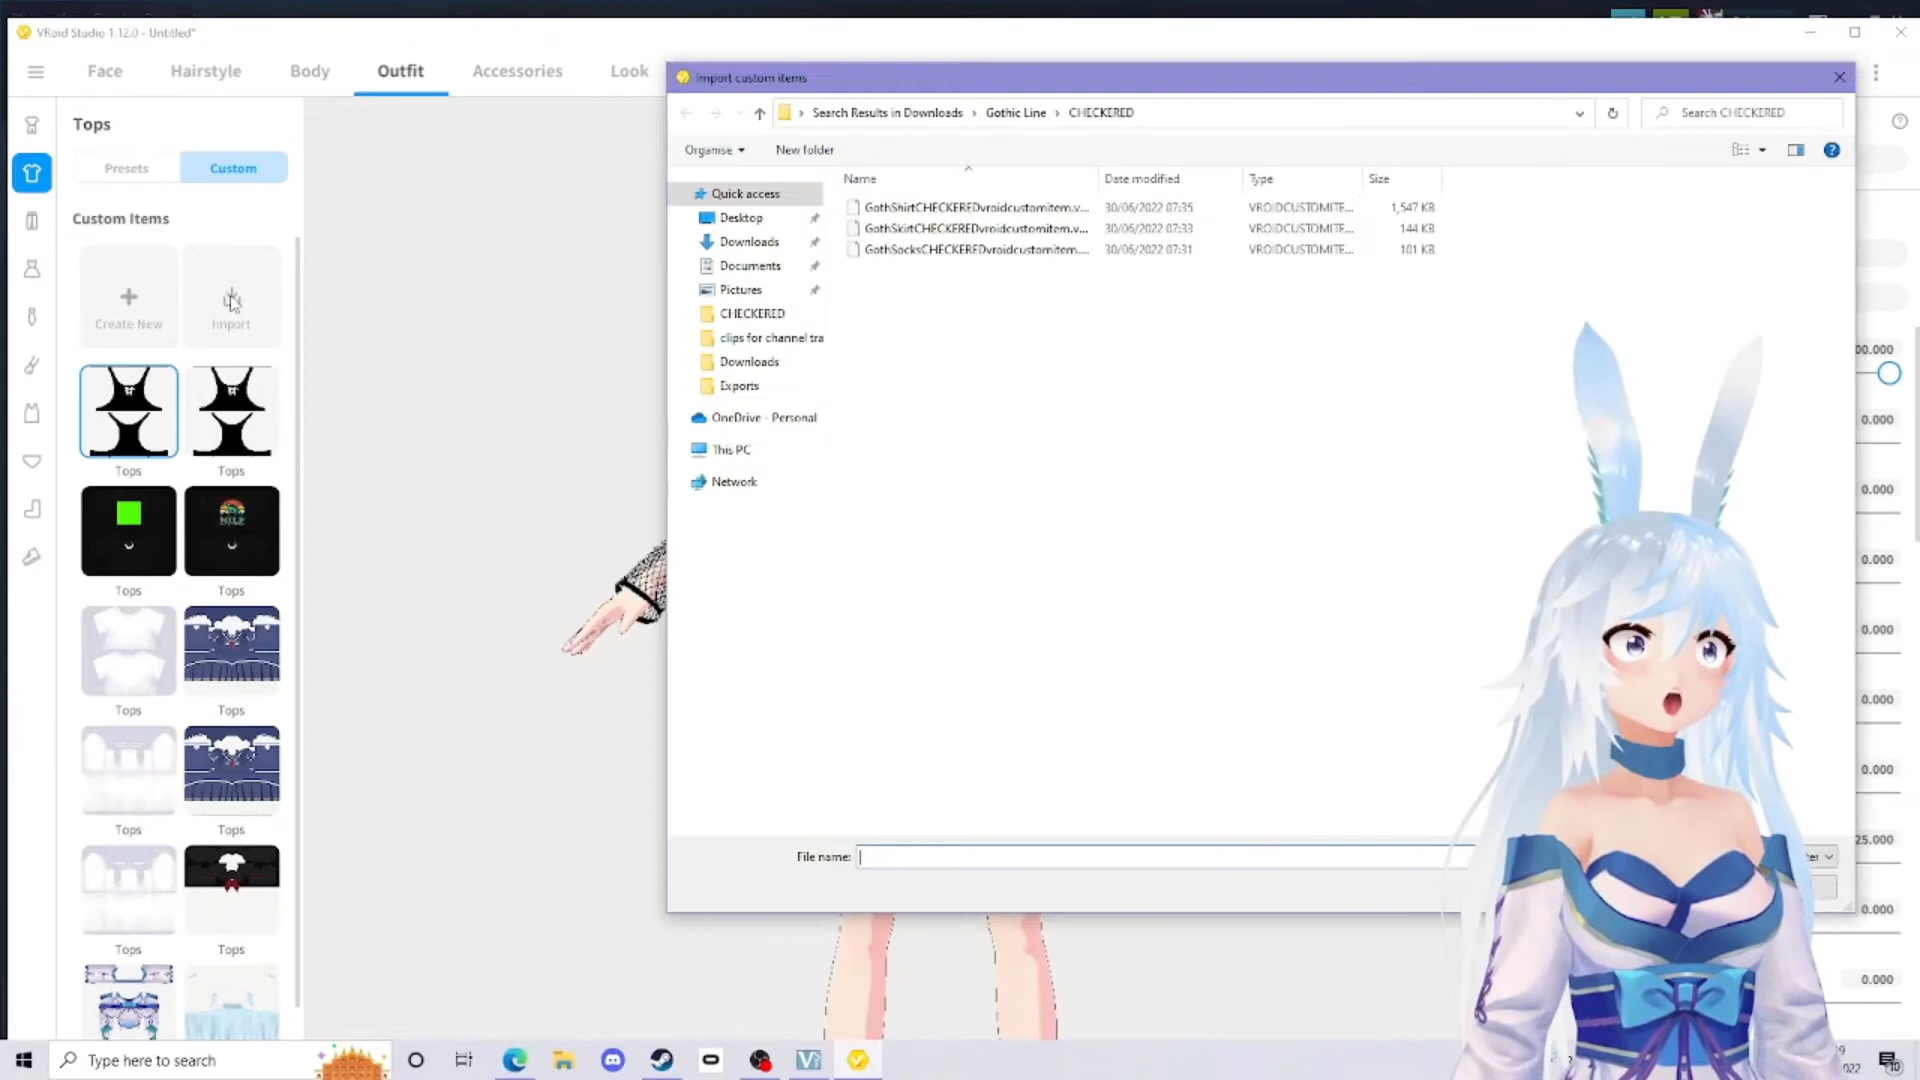 VRoid Studio 1.12.0 - Untitled*
Face Hairstyle Body Outfit Accessories Look
Tops
Presets Custom
Custom Items
Create New Import
Tops Tops
Tops Tops
Tops Tops
Tops Tops
Tops Tops
Import custom items
Search Results in Downloads › Gothic Line › CHECKERED
Search CHECKERED
Organise New folder
Name Date modified Type Size
GothShirtCHECKEREDvroidcustomitem.v... 30/06/2022 07:35 VROIDCUSTOMITE... 1,547 KB
GothSkirtCHECKEREDvroidcustomitem.v... 30/06/2022 07:33 VROIDCUSTOMITE... 144 KB
GothSocksCHECKEREDvroidcustomitem.... 30/06/2022 07:31 VROIDCUSTOMITE... 101 KB
Quick access
Desktop
Downloads
Documents
Pictures
CHECKERED
clips for channel tra
Downloads
Exports
OneDrive - Personal
This PC
Network
File name:
00.000
0.000
0.000
0.000
0.000
0.000
0.000
25.000
0.000
0.000
Type here to search